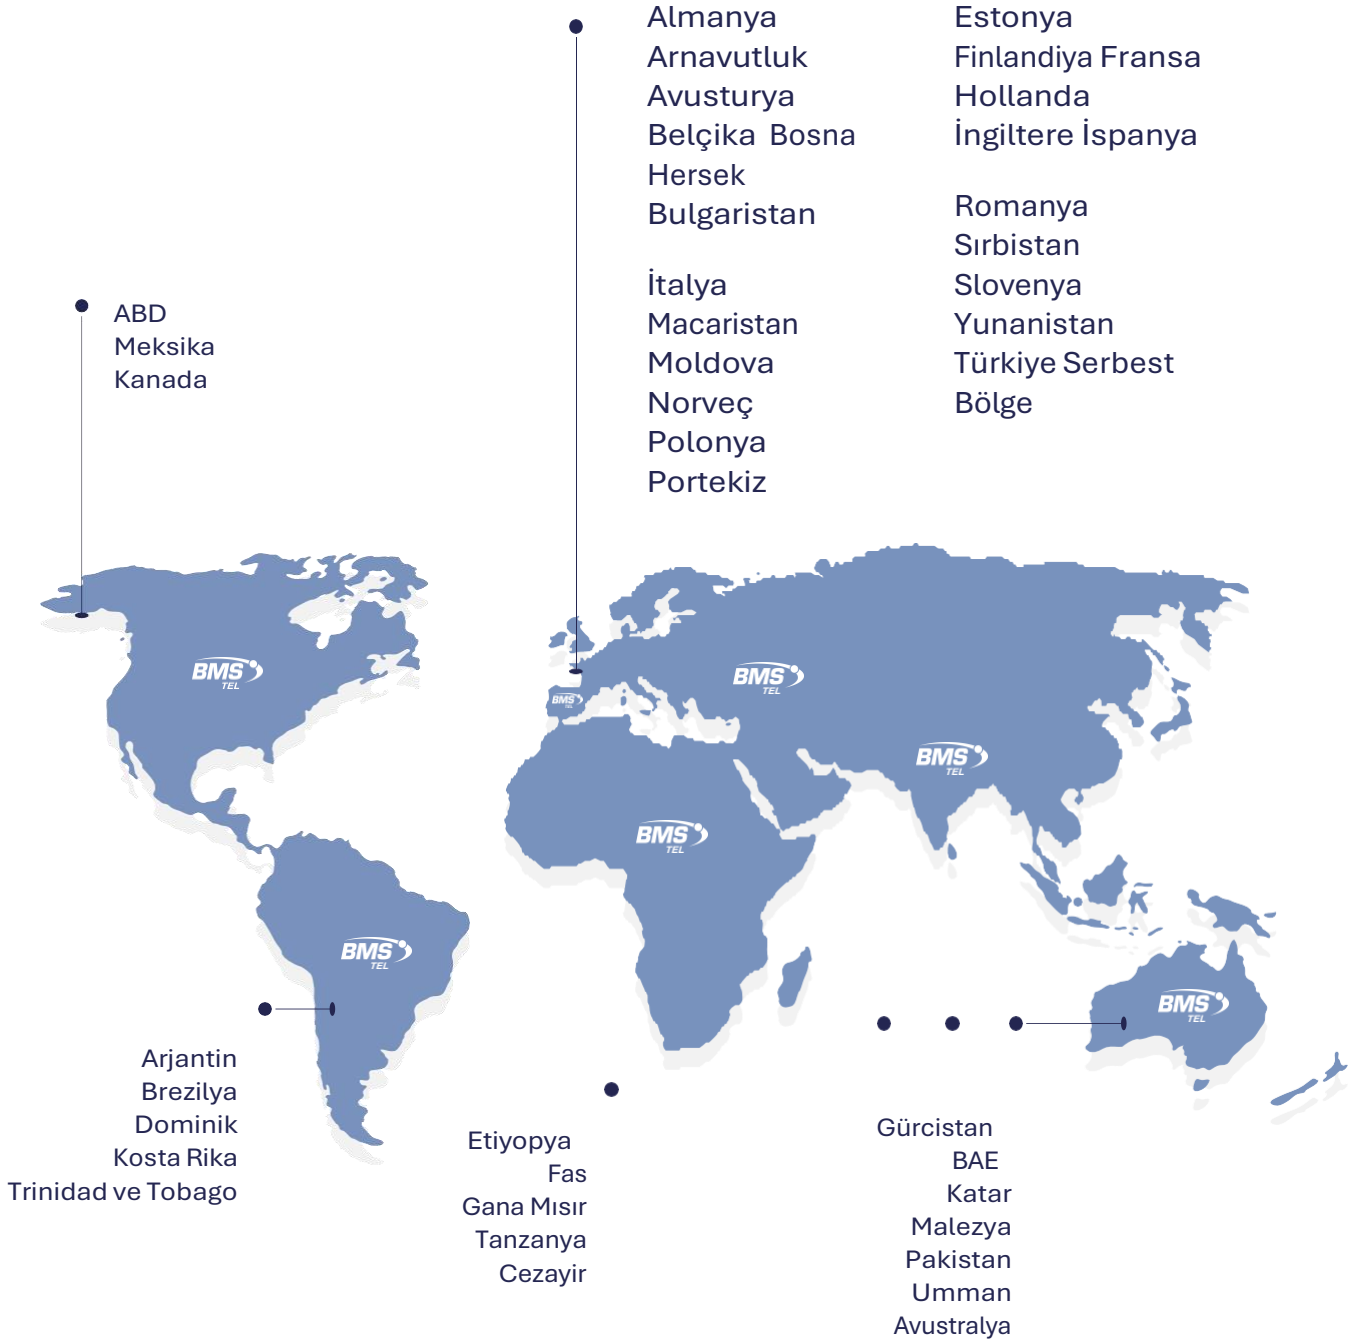 Almanya
Arnavutluk
Avusturya
Belçika Bosna
Hersek
Bulgaristan
İtalya
Macaristan
Moldova
Norveç
Polonya
Portekiz
Estonya
Finlandiya Fransa
Hollanda
İngiltere İspanya
Romanya
Sırbistan
Slovenya
Yunanistan
Türkiye Serbest
Bölge
ABD
Meksika
Kanada
BMS
TEL
BMS
TEL
BMS
TEL
BMS
TEL
BMS
TEL
BMS
TEL
BMS
TEL
Arjantin
Brezilya
Dominik
Kosta Rika
Trinidad ve Tobago
Etiyopya
Fas
Gana Mısır
Tanzanya
Cezayir
Gürcistan
BAE
Katar
Malezya
Pakistan
Umman
Avustralya